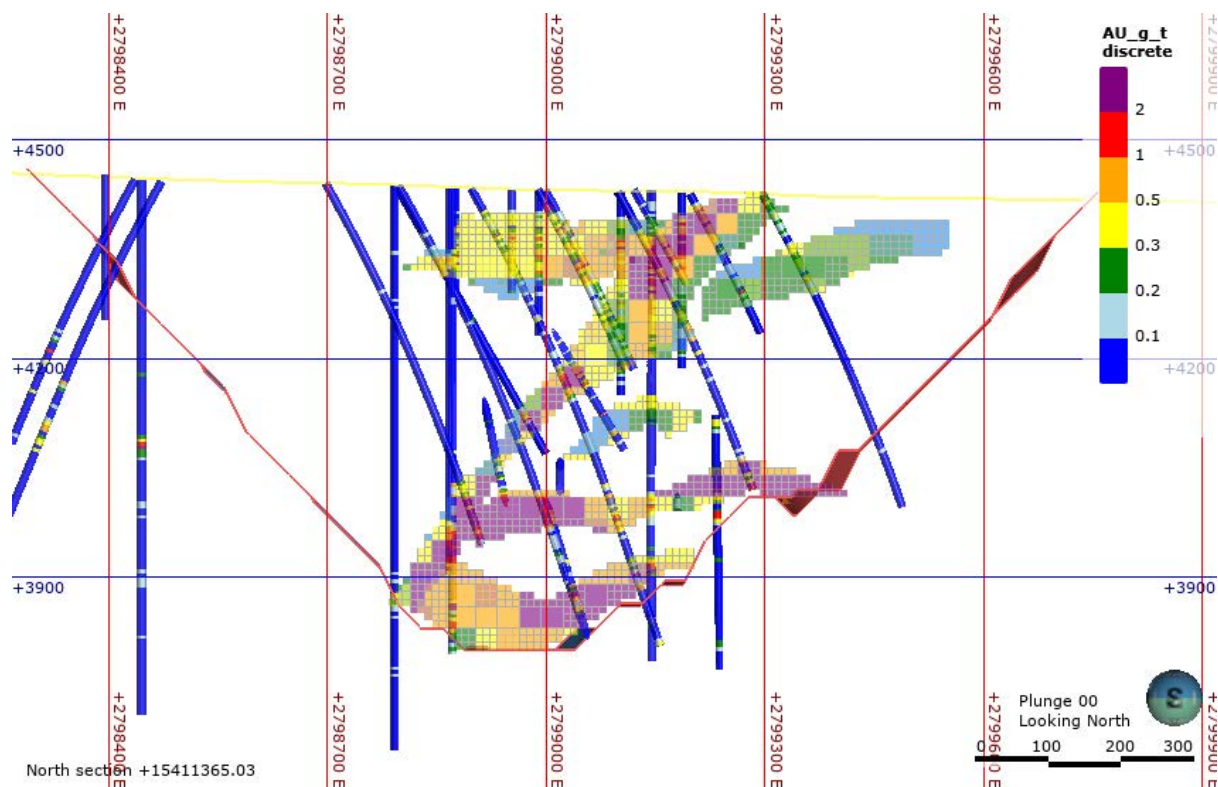 +2798400 E
+2798700 E
+2799000 E
+2799300 E
+2799600 E
+2799900 E
AU_g_t
discrete
2
1
0.5
0.3
0.2
0.1
+4500
+4500
+4200
+4200
+3900
+3900
+2798400 E
+2798700 E
+2799000 E
+2799300 E
+2799600 E
+2799900 E
S
Plunge 00
Looking North
0 100 200 300
North section +15411365.03